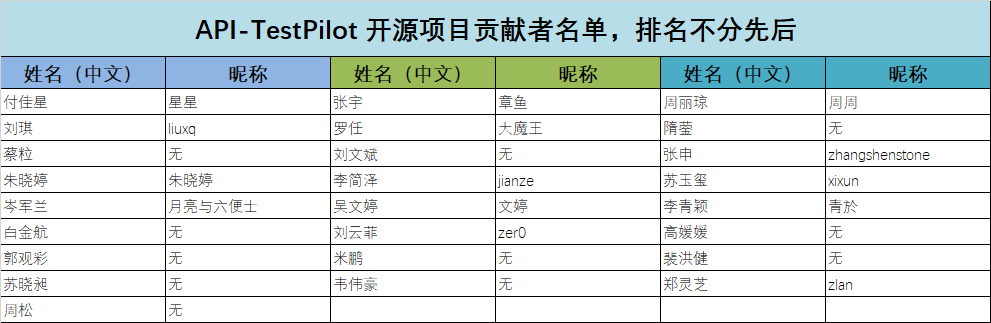 API-TestPilot 开源项目贡献者名单，排名不分先后
姓名（中文） 昵称 姓名（中文） 昵称 姓名（中文） 昵称
付佳星 星星 张宇 章鱼 周丽琼 周周
刘琪 liuxq 罗任 大魔王 隋蓥 无
蔡粒 无 刘文斌 无 张申 zhangshenstone
朱晓婷 朱晓婷 李简泽 jianze 苏玉玺 xixun
岑军兰 月亮与六便士 吴文婷 文婷 李青颖 青於
白金航 无 刘云菲 zer0 高媛媛 无
郭观彩 无 米鹏 无 裴洪健 无
苏晓昶 无 韦伟豪 无 郑灵芝 zlan
周松 无